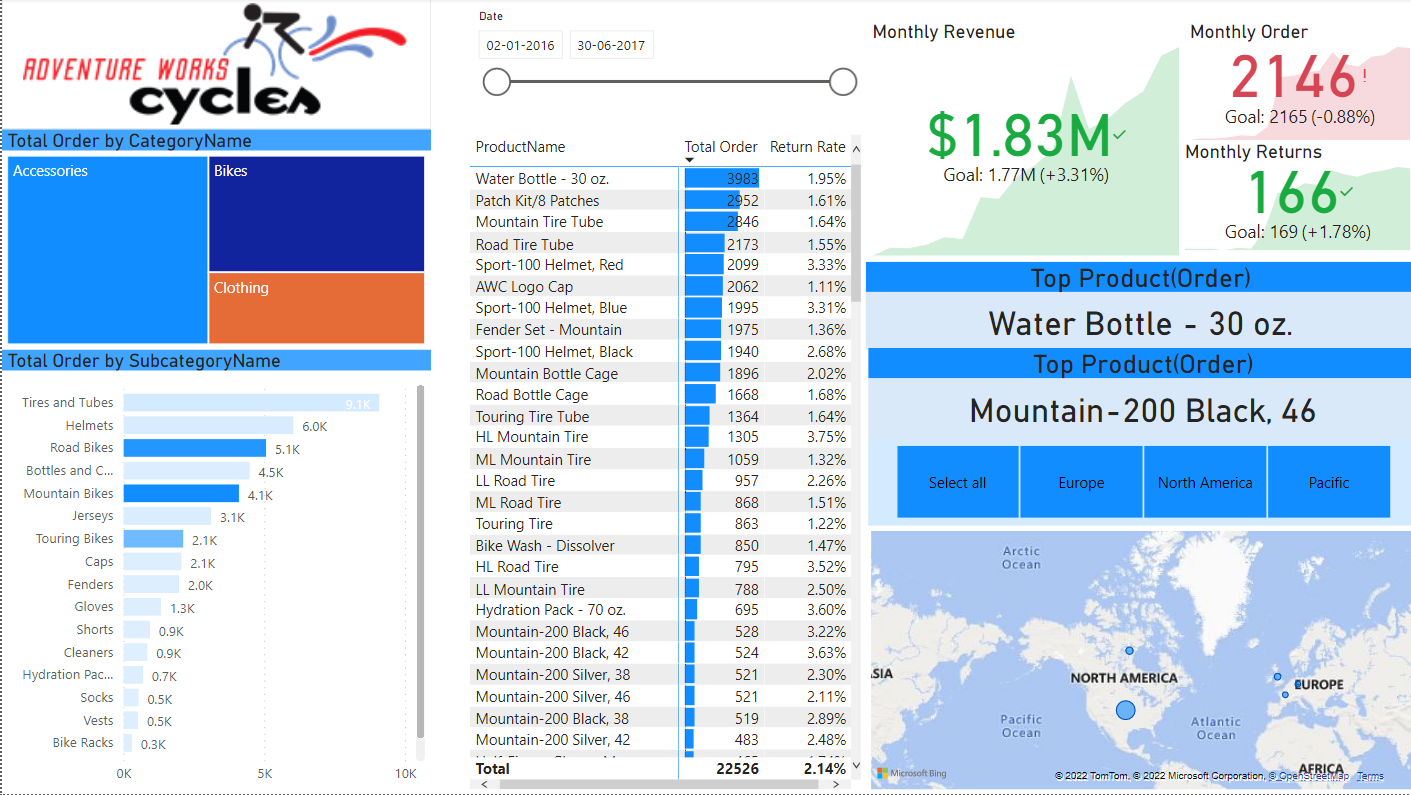 ADVENTURE WORKS
cycles
Total Order by CategoryName
Accessories
Bikes
Clothing
Total Order by SubcategoryName
Tires and Tubes 9.1K
Helmets 6.0K
Road Bikes 5.1K
Bottles and C... 4.5K
Mountain Bikes 4.1K
Jerseys 3.1K
Touring Bikes 2.1K
Caps 2.1K
Fenders 2.0K
Gloves 1.3K
Shorts 0.9K
Cleaners 0.9K
Hydration Pac... 0.7K
Socks 0.5K
Vests 0.5K
Bike Racks 0.3K
0K 5K 10K
Date
02-01-2016 30-06-2017
ProductName Total Order Return Rate
Water Bottle - 30 oz. 3983 1.95%
Patch Kit/8 Patches 2952 1.61%
Mountain Tire Tube 2846 1.64%
Road Tire Tube 2173 1.55%
Sport-100 Helmet, Red 2099 3.33%
AWC Logo Cap 2062 1.11%
Sport-100 Helmet, Blue 1995 3.31%
Fender Set - Mountain 1975 1.36%
Sport-100 Helmet, Black 1940 2.68%
Mountain Bottle Cage 1896 2.02%
Road Bottle Cage 1668 1.68%
Touring Tire Tube 1364 1.64%
HL Mountain Tire 1305 3.75%
ML Mountain Tire 1059 1.32%
LL Road Tire 957 2.26%
ML Road Tire 868 1.51%
Touring Tire 863 1.22%
Bike Wash - Dissolver 850 1.47%
HL Road Tire 795 3.52%
LL Mountain Tire 788 2.50%
Hydration Pack - 70 oz. 695 3.60%
Mountain-200 Black, 46 528 3.22%
Mountain-200 Black, 42 524 3.63%
Mountain-200 Silver, 38 521 2.30%
Mountain-200 Silver, 46 521 2.11%
Mountain-200 Black, 38 519 2.89%
Mountain-200 Silver, 42 483 2.48%
Total 22526 2.14%
Monthly Revenue
$1.83M
Goal: 1.77M (+3.31%)
Monthly Order
2146!
Goal: 2165 (-0.88%)
Monthly Returns
166
Goal: 169 (+1.78%)
Top Product(Order)
Water Bottle - 30 oz.
Top Product(Order)
Mountain-200 Black, 46
Select all Europe North America Pacific
Arctic
Ocean
SIA
NORTH AMERICA
EUROPE
Pacific
Ocean
Atlantic
Ocean
AFRICA
Microsoft Bing
© 2022 TomTom, © 2022 Microsoft Corporation, © OpenStreetMap Terms